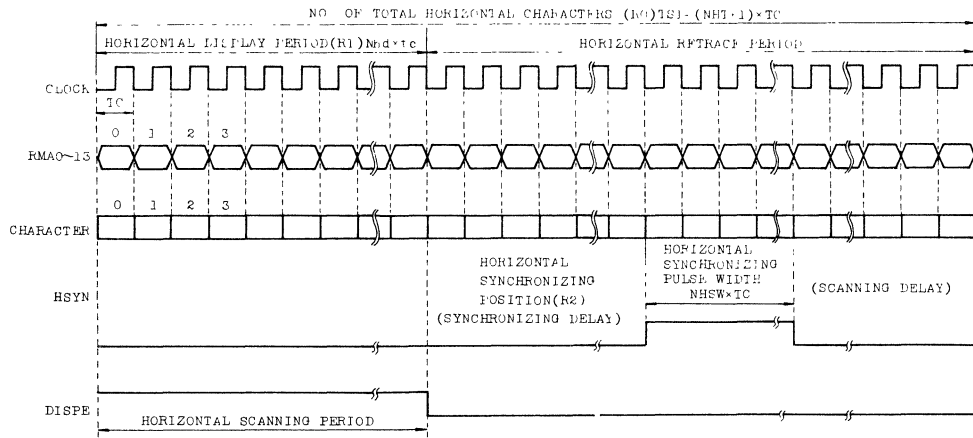 NO. OF TOTAL HORIZONTAL CHARACTERS (R0)TSI=(NHT+1)×TC
HORIZONTAL DISPLAY PERIOD(R1)Nhd×tc
HORIZONTAL RETRACE PERIOD
CLOCK
TC
0 1 2 3
RMA0~13
0 1 2 3
CHARACTER
HORIZONTAL
SYNCHRONIZING
POSITION(R2)
(SYNCHRONIZING DELAY)
HORIZONTAL
SYNCHRONIZING
PULSE WIDTH
NHSW×TC
(SCANNING DELAY)
HSYN
DISPE
HORIZONTAL SCANNING PERIOD